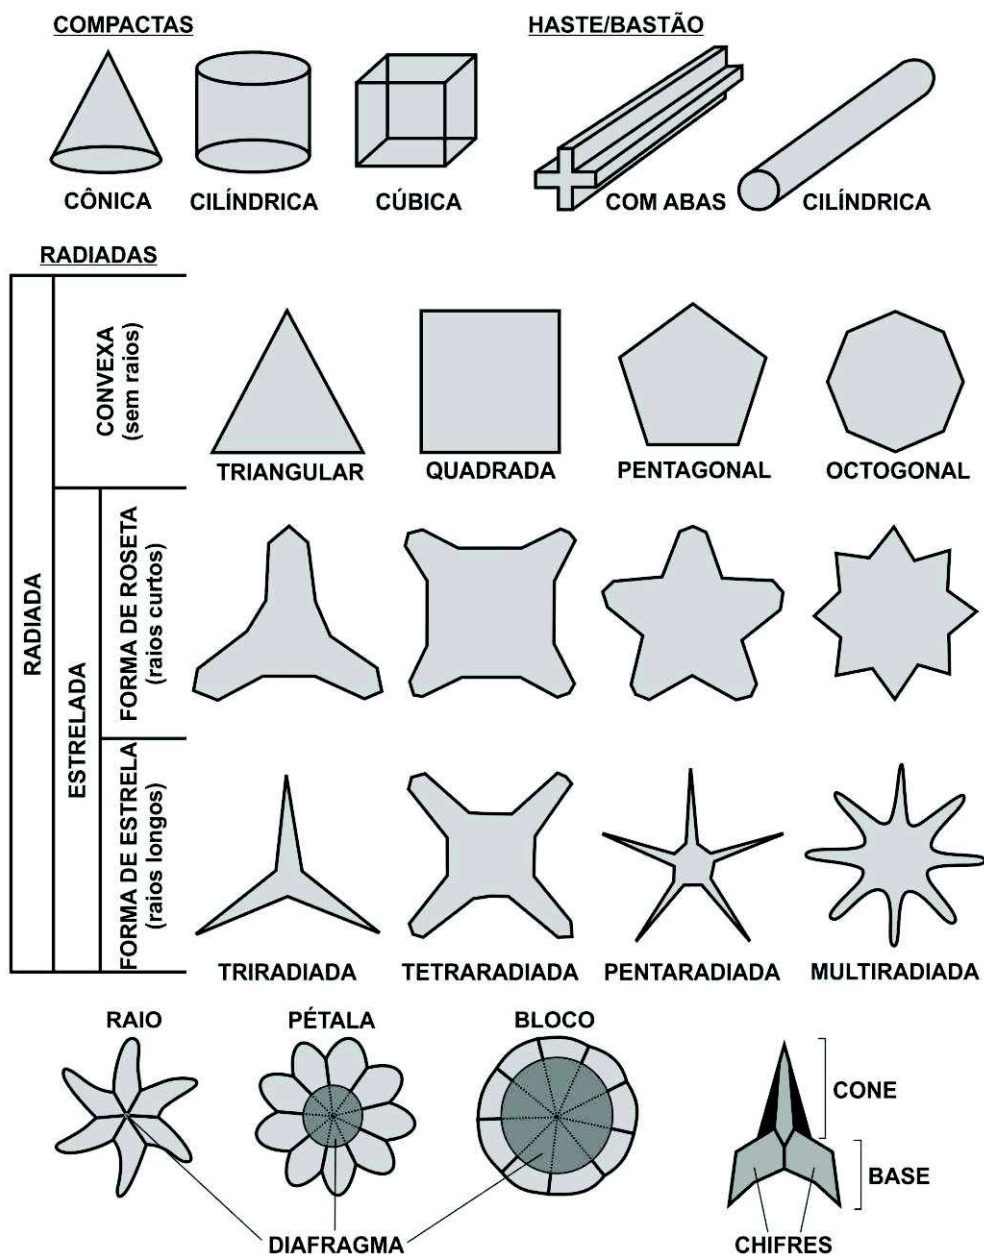 COMPACTAS
HASTE/BASTÃO
CÔNICA
CILÍNDRICA
CÚBICA
COM ABAS
CILÍNDRICA
RADIADAS
RADIADA
CONVEXA
(sem raios)
TRIANGULAR
QUADRADA
PENTAGONAL
OCTOGONAL
ESTRELADA
FORMA DE ROSETA
(raios curtos)
FORMA DE ESTRELA
(raios longos)
TRIRADIADA
TETRARADIADA
PENTARADIADA
MULTIRADIADA
RAIO
PÉTALA
BLOCO
CONE
BASE
DIAFRAGMA
CHIFRES